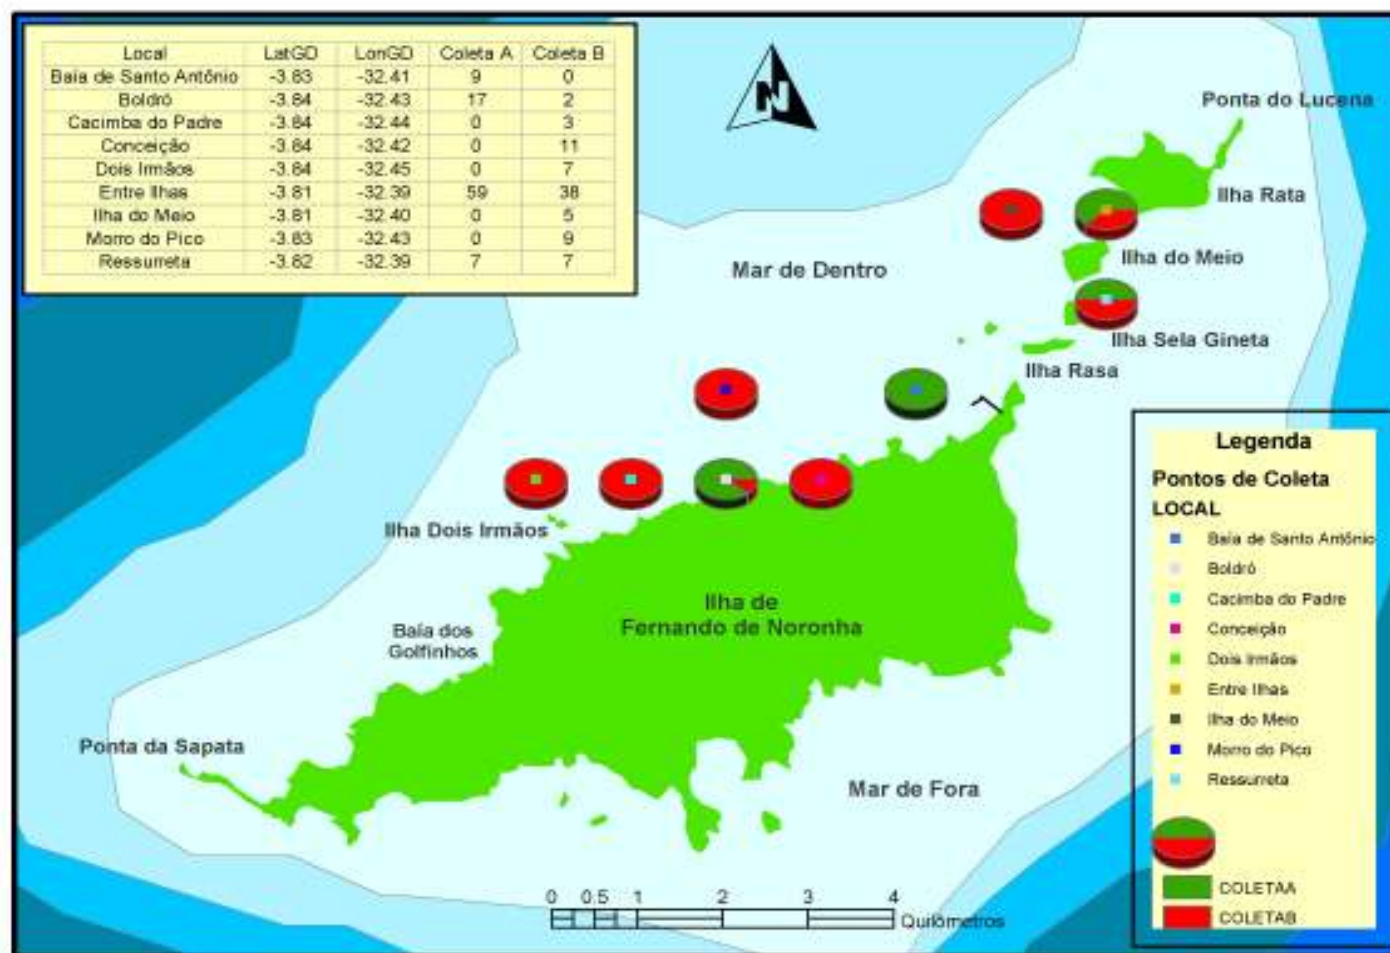 Local LatGD LonGD Coleta A Coleta B
Baía de Santo Antônio -3.83 -32.41 9 0
Boldró -3.84 -32.43 17 2
Cacimba do Padre -3.84 -32.44 0 3
Conceição -3.84 -32.42 0 11
Dois Irmãos -3.84 -32.45 0 7
Entre Ilhas -3.81 -32.39 59 38
Ilha do Meio -3.81 -32.40 0 5
Morro do Pico -3.83 -32.43 0 9
Ressurreta -3.82 -32.39 7 7
N
Ponta do Lucena
Ilha Rata
Ilha do Meio
Mar de Dentro
Ilha Sela Gineta
Ilha Rasa
Ilha Dois Irmãos
Ilha de
Fernando de Noronha
Baía dos
Golfinhos
Ponta da Sapata
Mar de Fora
0 0.5 1 2 3 4
Quilômetros
Legenda
Pontos de Coleta
LOCAL
Baía de Santo Antônio
Boldró
Cacimba do Padre
Conceição
Dois Irmãos
Entre Ilhas
Ilha do Meio
Morro do Pico
Ressurreta
COLETAA
COLETAB